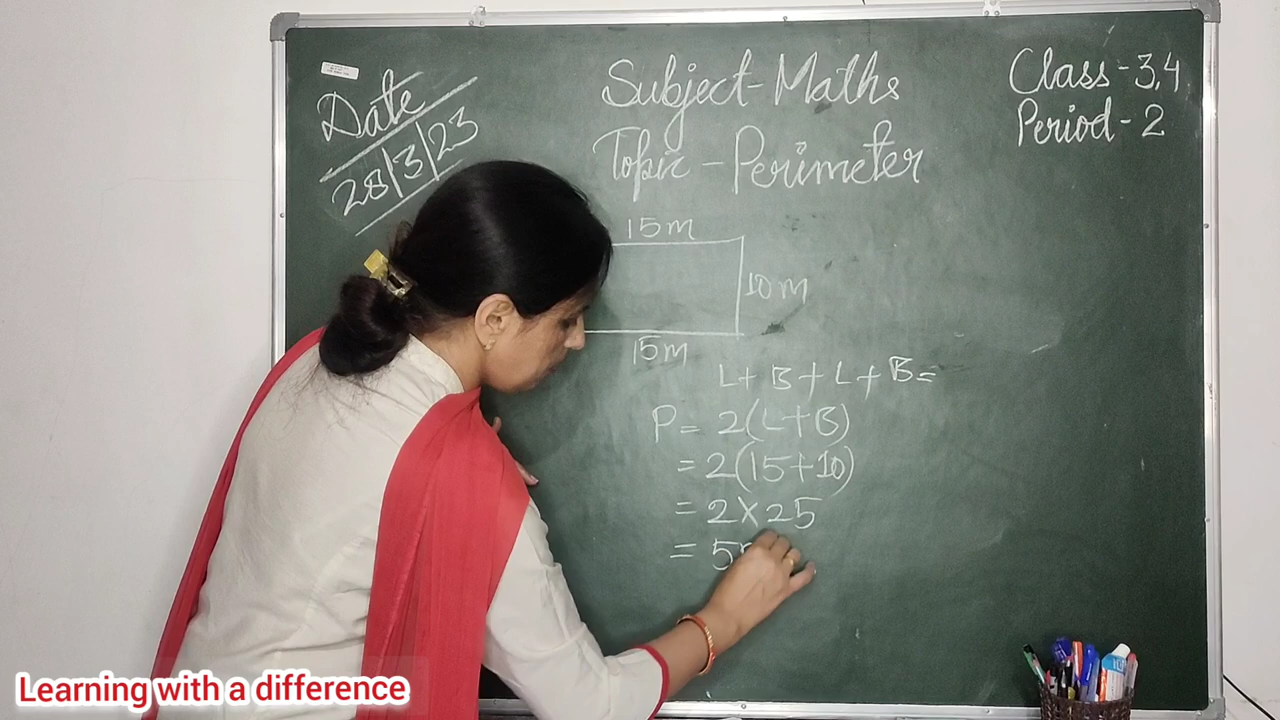 Date
28/3/23
Subject-Maths
Topic-Perimeter
Class-3,4
Period-2
15m
10m
15m
L+B+L+B=
P=2(L+B)
=2(15+10)
=2×25
=5
Learning with a difference